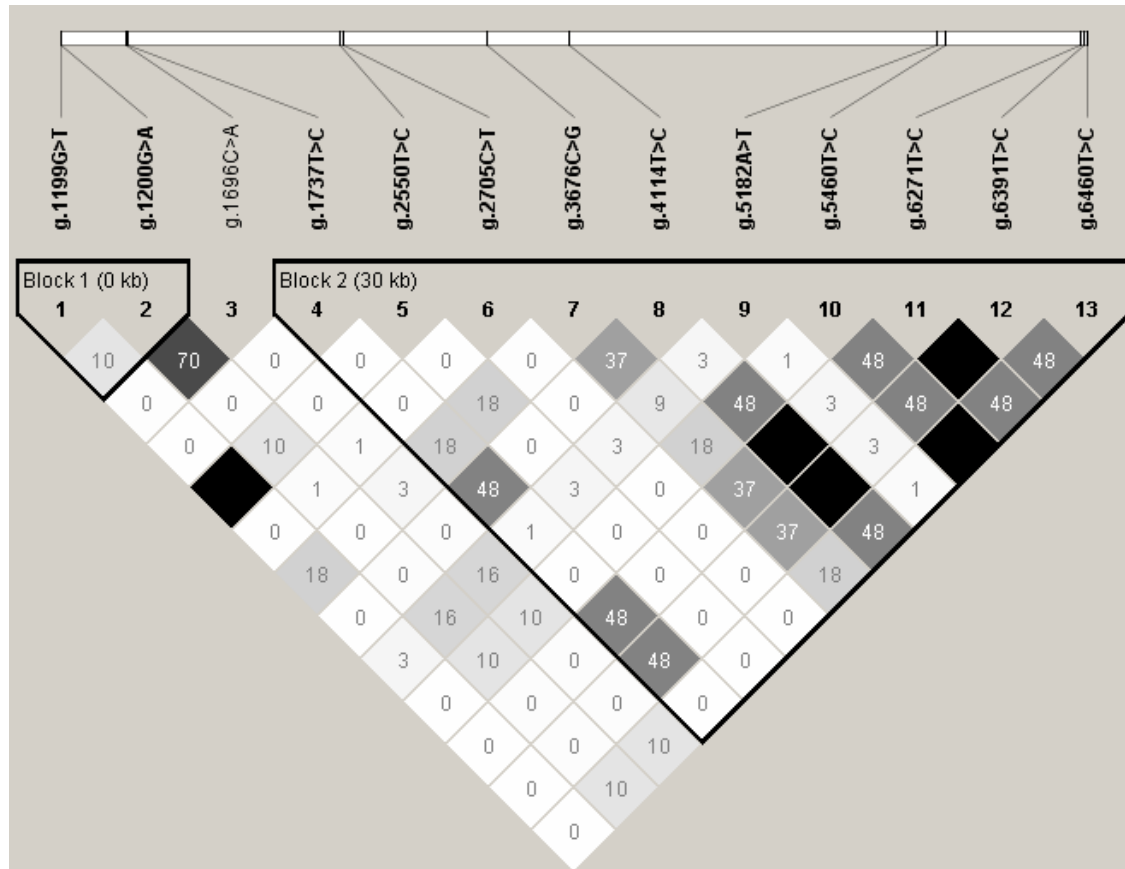 g.1199G>T
g.1200G>A
g.1696C>A
g.1737T>C
g.2550T>C
g.2705C>T
g.3676C>G
g.4114T>C
g.5182A>T
g.5460T>C
g.6271T>C
g.6391T>C
g.6460T>C
Block 1 (0 kb)
Block 2 (30 kb)
1 2 3 4 5 6 7 8 9 10 11 12 13
10 70 0 0 0 0 37 3 1 48 48
0 0 0 0 18 0 9 48 3 48 48
0 10 1 18 0 3 18 3
1 3 48 3 0 37 1
0 0 0 1 0 0 37 48
18 0 16 0 0 0 18
0 16 10 48 0 0
3 10 0 48 0
0 0 0 0
0 0 10
0 10
0